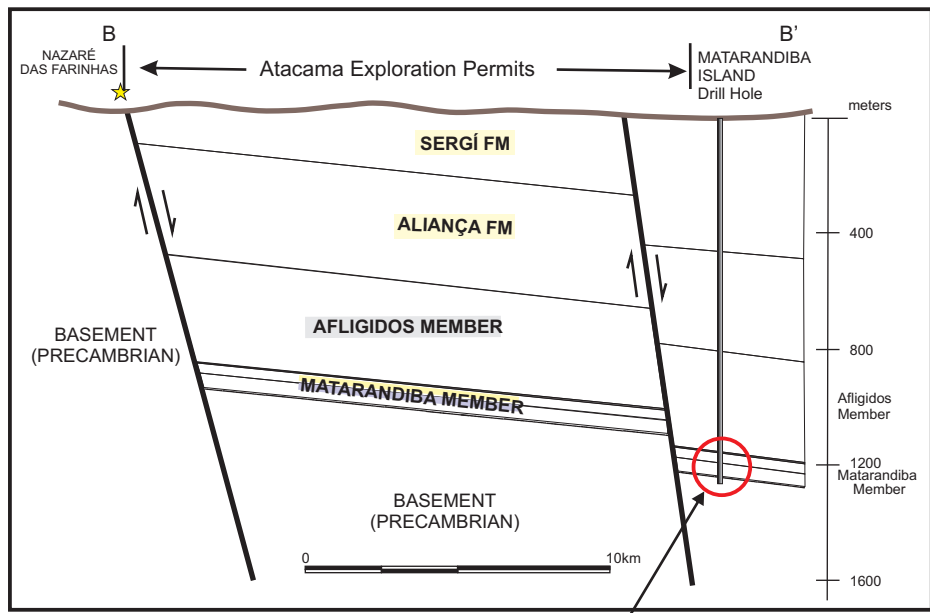 B
NAZARÉ
DAS FARINHAS
Atacama Exploration Permits
B'
MATARANDIBA
ISLAND
Drill Hole
meters
SERGÍ FM
ALIANÇA FM
400
AFLIGIDOS MEMBER
BASEMENT
(PRECAMBRIAN)
800
MATARANDIBA MEMBER
Afligidos
Member
1200
Matarandiba
Member
BASEMENT
(PRECAMBRIAN)
0
10km
1600